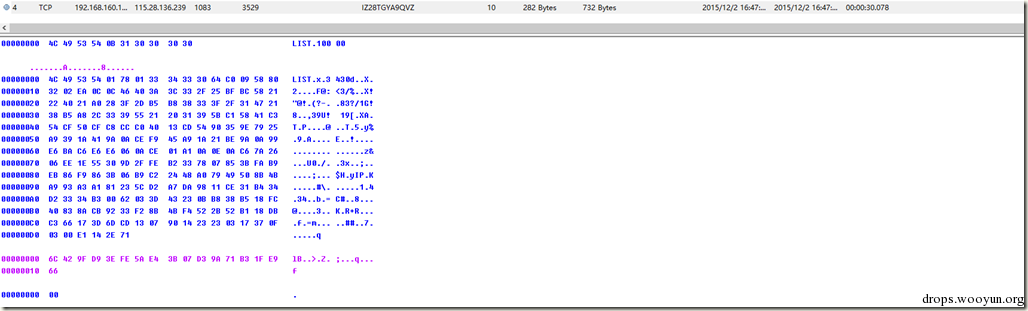 4 TCP 192.168.160.1... 115.28.136.239 1083 3529 IZ28TGYA9QVZ 10 282 Bytes 732 Bytes 2015/12/2 16:47:... 2015/12/2 16:47:... 00:00:30.078
00000000 4C 49 53 54 0B 31 30 30 30 30 LIST.100 00
.......A.......8......
00000000 4C 49 53 54 01 78 01 33 34 33 30 64 C0 09 58 80 LIST.x.3 430d..X.
00000010 32 02 EA 0C 0C 46 40 3A 3C 33 2F 25 BF BC 58 21 2....F@: <3/%..X!
00000020 22 40 21 A0 28 3F 2D B5 B8 38 33 3F 2F 31 47 21 "@!.(?-. .83?/1G!
00000030 38 B5 A8 2C 33 39 55 21 20 31 39 5B C1 58 41 C3 8..,39U! 19[.XA.
00000040 54 CF 50 CF C8 CC C0 40 13 CD 54 90 35 9E 79 25 T.P....@ ..T.5.y%
00000050 A9 39 1A 41 9A 0A CE F9 45 A9 1A 21 BE 9A 0A 99 .9.A.... E..!....
00000060 E6 BA C6 E6 E6 06 0A CE 01 A1 0A 0E 0A C6 7A 26 ........ ......z&
00000070 06 EE 1E 55 30 9D 2F FE B2 33 78 07 85 3B FA B9 ...U0./. .3x..;..
00000080 EB 86 F9 86 3B 06 B9 C2 24 48 A0 79 49 50 8B 4B ....;... $H.yIP.K
00000090 A9 93 A3 A1 81 23 5C D2 A7 DA 98 11 CE 31 B4 34 .....#\. .....1.4
000000A0 D2 33 34 B3 00 62 03 3D 43 23 0B B8 38 B5 18 FC .34..b.= C#..8...
000000B0 40 83 8A CB 92 33 F2 8B 4B F4 52 2B 52 B1 18 DB @....3.. K.R+R...
000000C0 C3 66 17 3D 6D CD 13 07 90 14 23 23 03 17 37 0F .f.=m... ..##..7.
000000D0 03 00 E1 14 2E 71 .....q
00000000 6C 42 9F D9 3E FE 5A E4 3B 07 D3 9A 71 B3 1F E9 lB..>.Z. ;...q...
00000010 66 f
00000000 00 .
drops.wooyun.org